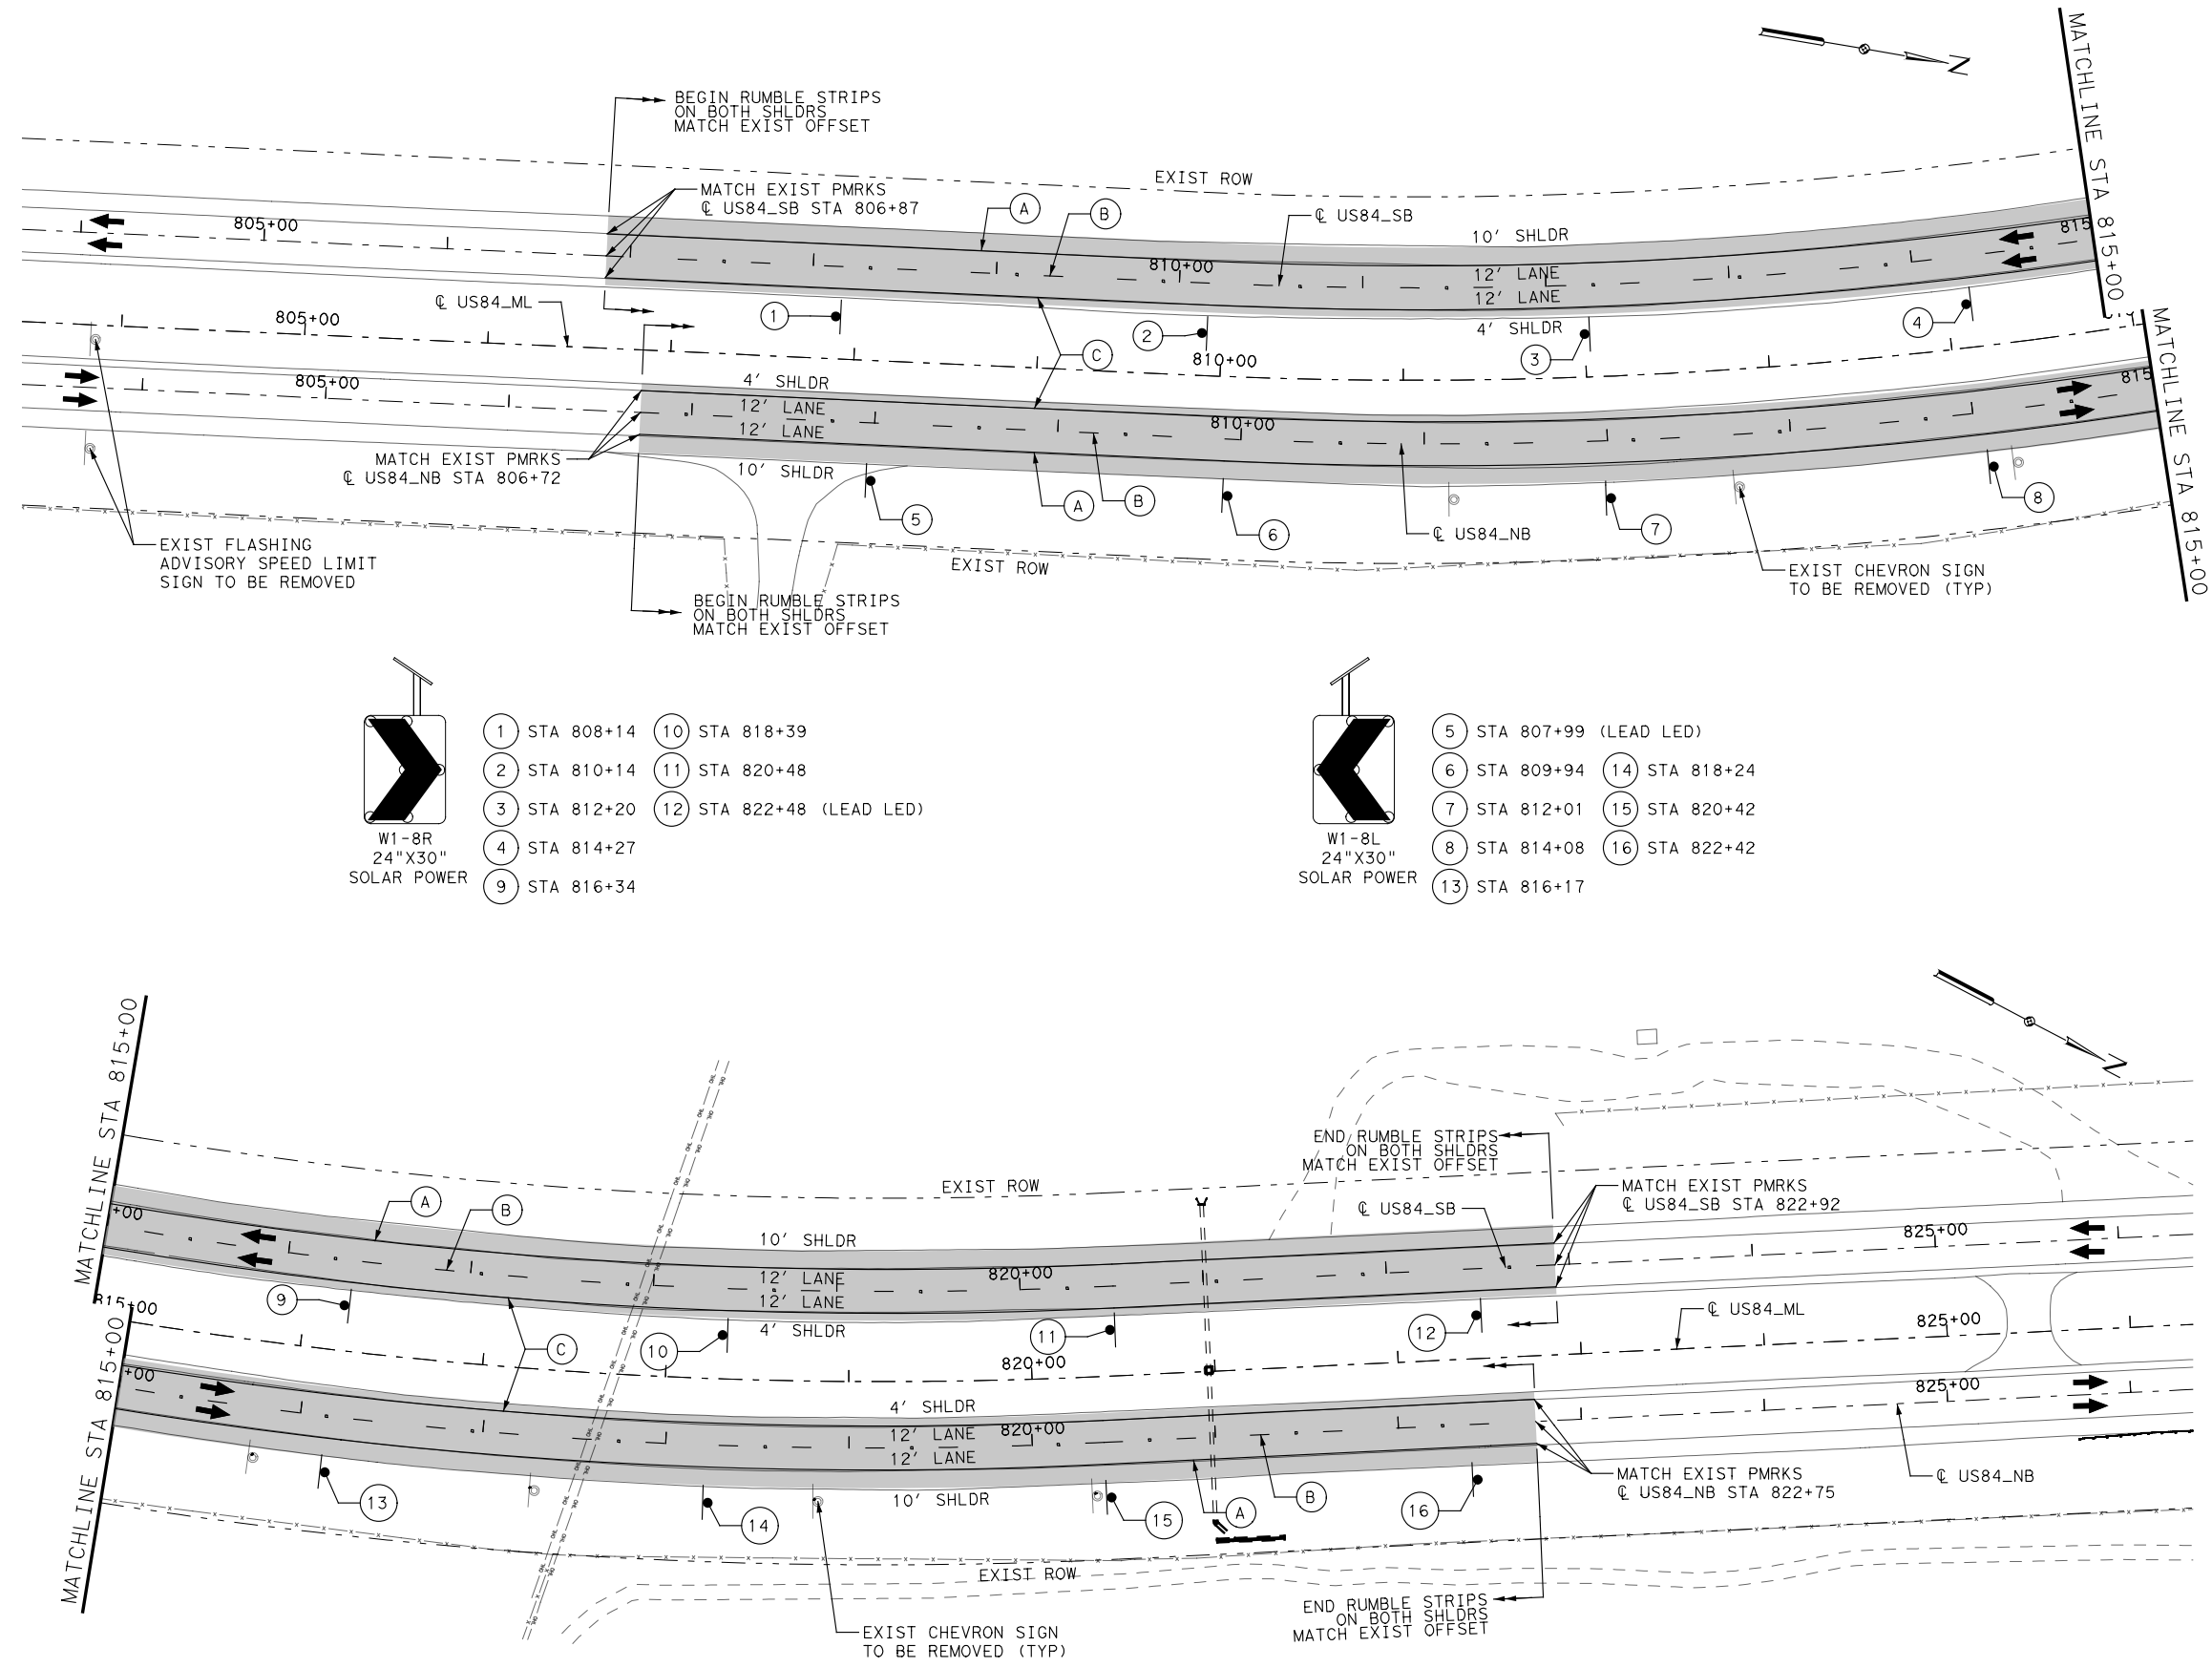 BEGIN RUMBLE STRIPS
ON BOTH SHLDRS
MATCH EXIST OFFSET
N
MATCHLINE STA 815+00
EXIST ROW
MATCH EXIST PMRKS
℄ US84_SB STA 806+87
A
B
℄ US84_SB
10' SHLDR
805+00
810+00
815
12' LANE
12' LANE
4' SHLDR
℄ US84_ML
805+00
1
2
3
4
C
810+00
MATCHLINE STA 815+00
805+00
4' SHLDR
12' LANE
12' LANE
10' SHLDR
810+00
815
MATCH EXIST PMRKS
℄ US84_NB STA 806+72
5
A
B
6
℄ US84_NB
7
8
EXIST FLASHING
ADVISORY SPEED LIMIT
SIGN TO BE REMOVED
EXIST ROW
EXIST CHEVRON SIGN
TO BE REMOVED (TYP)
BEGIN RUMBLE STRIPS
ON BOTH SHLDRS
MATCH EXIST OFFSET
W1-8R
24"X30"
SOLAR POWER
1 STA 808+14
2 STA 810+14
3 STA 812+20
4 STA 814+27
9 STA 816+34
10 STA 818+39
11 STA 820+48
12 STA 822+48 (LEAD LED)
W1-8L
24"X30"
SOLAR POWER
5 STA 807+99 (LEAD LED)
6 STA 809+94
7 STA 812+01
8 STA 814+08
13 STA 816+17
14 STA 818+24
15 STA 820+42
16 STA 822+42
MATCHLINE STA 815+00
N
END RUMBLE STRIPS
ON BOTH SHLDRS
MATCH EXIST OFFSET
EXIST ROW
MATCH EXIST PMRKS
℄ US84_SB STA 822+92
A
B
℄ US84_SB
+00
10' SHLDR
12' LANE
12' LANE
4' SHLDR
820+00
825+00
9
10
11
12
℄ US84_ML
815+00
820+00
825+00
C
MATCHLINE STA 815+00
+00
4' SHLDR
12' LANE
12' LANE
10' SHLDR
820+00
825+00
MATCH EXIST PMRKS
℄ US84_NB STA 822+75
℄ US84_NB
13
14
15
A
B
16
EXIST ROW
END RUMBLE STRIPS
ON BOTH SHLDRS
MATCH EXIST OFFSET
EXIST CHEVRON SIGN
TO BE REMOVED (TYP)